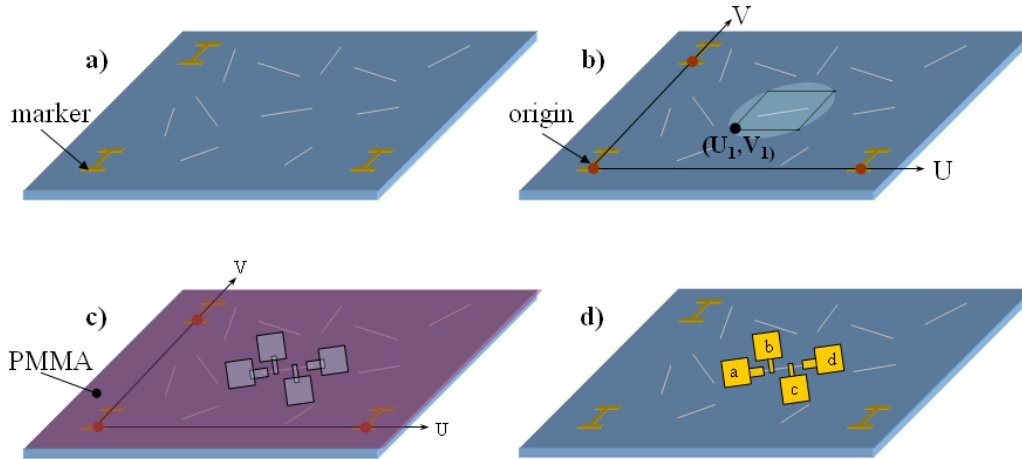 a)
marker
b)
V
origin
(U₁,V₁)
U
c)
V
PMMA
U
d)
a
b
c
d